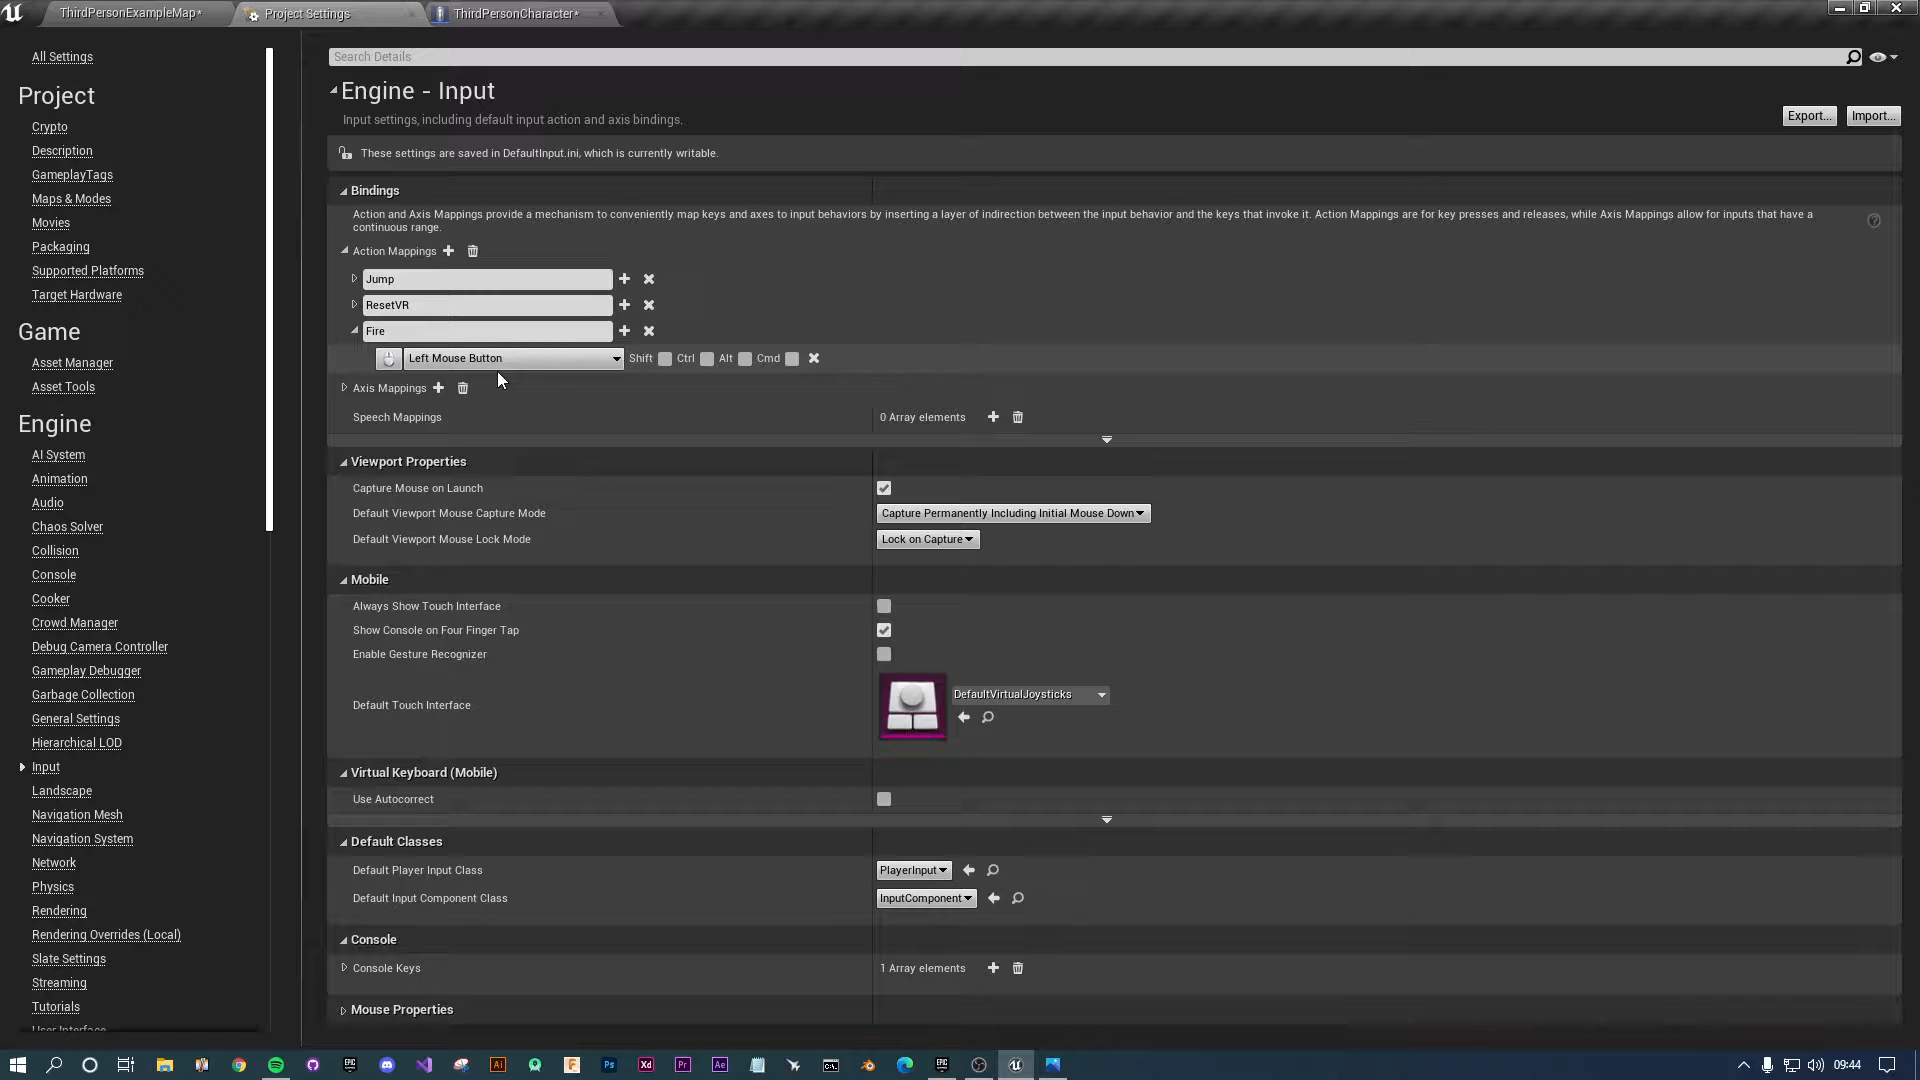 ThirdPersonExampleMap*
Project Settings
ThirdPersonCharacter*
All Settings
Project
Crypto
Description
GameplayTags
Maps & Modes
Movies
Packaging
Supported Platforms
Target Hardware
Game
Asset Manager
Asset Tools
Engine
AI System
Animation
Audio
Chaos Solver
Collision
Console
Cooker
Crowd Manager
Debug Camera Controller
Gameplay Debugger
Garbage Collection
General Settings
Hierarchical LOD
Input
Landscape
Navigation Mesh
Navigation System
Network
Physics
Rendering
Rendering Overrides (Local)
Slate Settings
Streaming
Tutorials
User Interface
Search Details
Engine - Input
Input settings, including default input action and axis bindings.
Export...
Import...
These settings are saved in DefaultInput.ini, which is currently writable.
Bindings
Action and Axis Mappings provide a mechanism to conveniently map keys and axes to input behaviors by inserting a layer of indirection between the input behavior and the keys that invoke it. Action Mappings are for key presses and releases, while Axis Mappings allow for inputs that have a
continuous range.
Action Mappings
Jump
ResetVR
Fire
Left Mouse Button Shift Ctrl Alt Cmd
Axis Mappings
Speech Mappings 0 Array elements
Viewport Properties
Capture Mouse on Launch
Default Viewport Mouse Capture Mode Capture Permanently Including Initial Mouse Down
Default Viewport Mouse Lock Mode Lock on Capture
Mobile
Always Show Touch Interface
Show Console on Four Finger Tap
Enable Gesture Recognizer
Default Touch Interface DefaultVirtualJoysticks
Virtual Keyboard (Mobile)
Use Autocorrect
Default Classes
Default Player Input Class PlayerInput
Default Input Component Class InputComponent
Console
Console Keys 1 Array elements
Mouse Properties
Ai
Ps
Xd
Pr
Ae
09:44